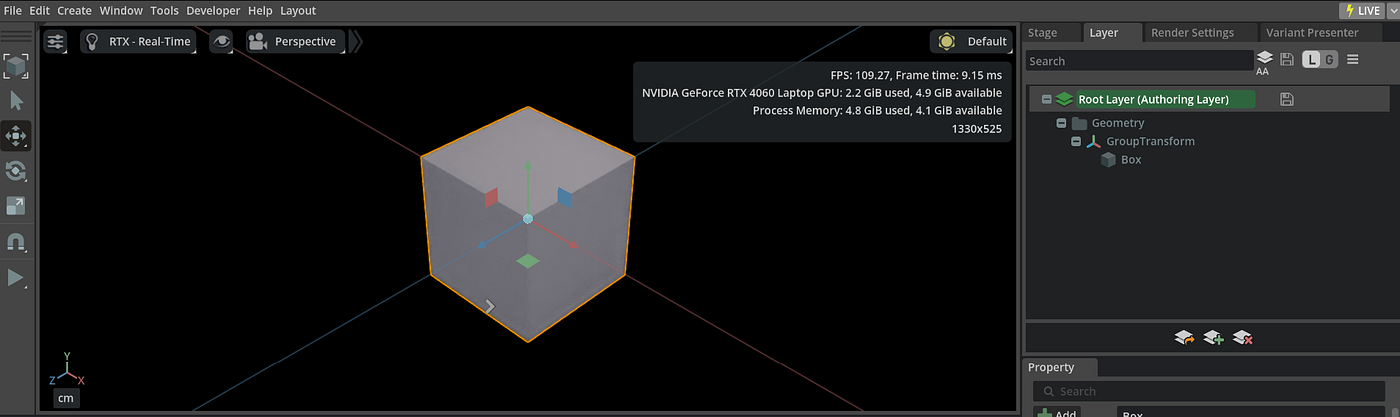 File Edit Create Window Tools Developer Help Layout
LIVE
RTX - Real-Time
Perspective
Default
FPS: 109.27, Frame time: 9.15 ms
NVIDIA GeForce RTX 4060 Laptop GPU: 2.2 GiB used, 4.9 GiB available
Process Memory: 4.8 GiB used, 4.1 GiB available
1330x525
Y
Z X
cm
Stage Layer Render Settings Variant Presenter
Search
AA
L G
Root Layer (Authoring Layer)
Geometry
GroupTransform
Box
Property
Search
Add Box